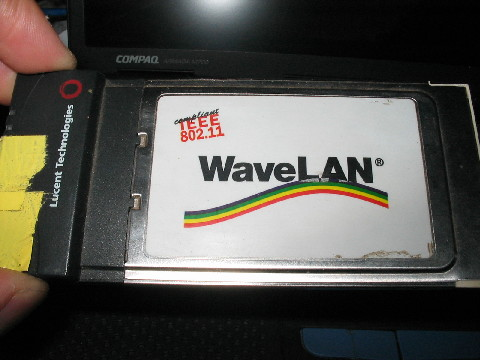 COMPAQ
compliant
IEEE
802.11
WaveLAN®
Lucent Technologies